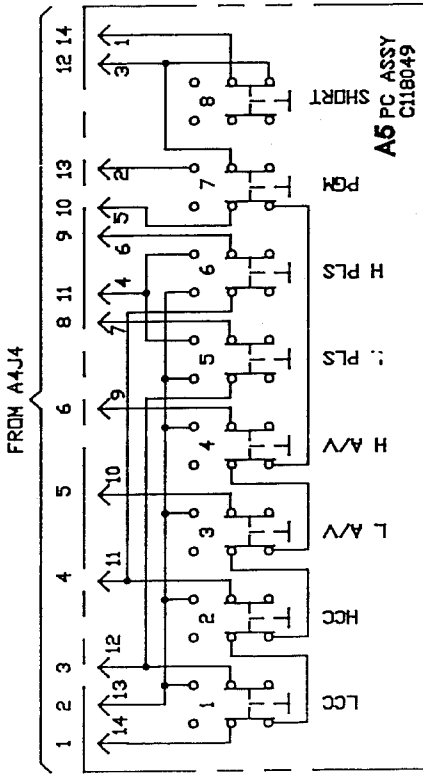 FROM A4J4
1 2 3 4 5 6 8 11 9 10 13 12 14
14 13 12 11 10 9 7 4 6 5 2 3 1
1 2 3 4 5 6 7 8
LCC HCC L A/V H A/V PLS H PLS PGM SHORT
A5 PC ASSY
C118049